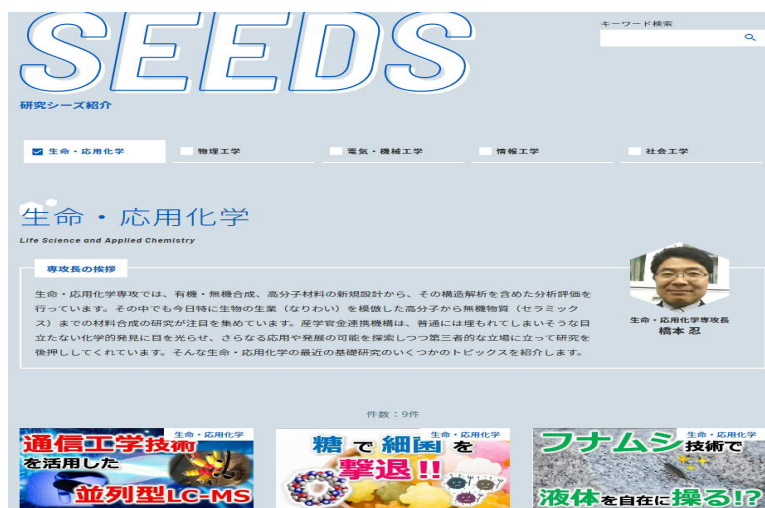 SEEDS
キーワード検索
研究シーズ紹介
生命・応用化学
物理工学
電気・機械工学
情報工学
社会工学
生命・応用化学
Life Science and Applied Chemistry
専攻長の挨拶
生命・応用化学専攻では、有機・無機合成、高分子材料の新規設計から、その構造解析を含めた分析評価を
行っています。その中でも今日特に生物の生業（なりわい）を模倣した高分子から無機物質（セラミック
ス）までの材料合成の研究が注目を集めています。産学官金連携機構は、普通には埋もれてしまいそうな目
立たない化学的発見に目を光らせ、さらなる応用や発展の可能を探索しつつ第三者的な立場に立って研究を
後押ししてくれています。そんな生命・応用化学の最近の基礎研究のいくつかのトピックスを紹介します。
生命・応用化学専攻長
橋本 忍
件数：9件
生命・応用化学
通信工学技術
を活用した
並列型LC-MS
生命・応用化学
糖で細菌を
撃退!!
生命・応用化学
フナムシ技術で
液体を自在に操る!?